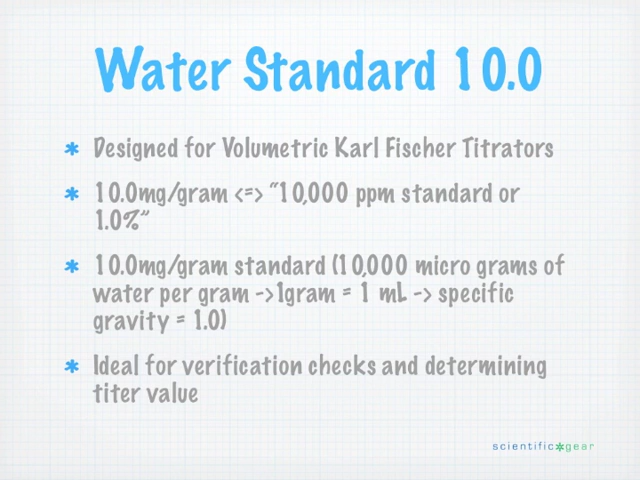 Water Standard 10.0
* Designed for Volumetric Karl Fischer Titrators
* 10.0mg/gram <=> "10,000 ppm standard or
1.0%"
* 10.0mg/gram standard (10,000 micro grams of
water per gram ->1gram = 1 mL -> specific
gravity = 1.0)
* Ideal for verification checks and determining
titer value
scientific*gear